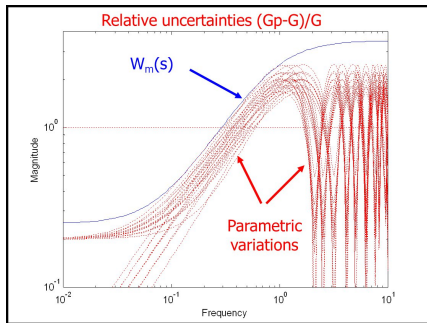 Relative uncertainties (Gp-G)/G
Wm(s)
10^0
Magnitude
Parametric
variations
10^-1
10^-2
10^-1
10^0
10^1
Frequency